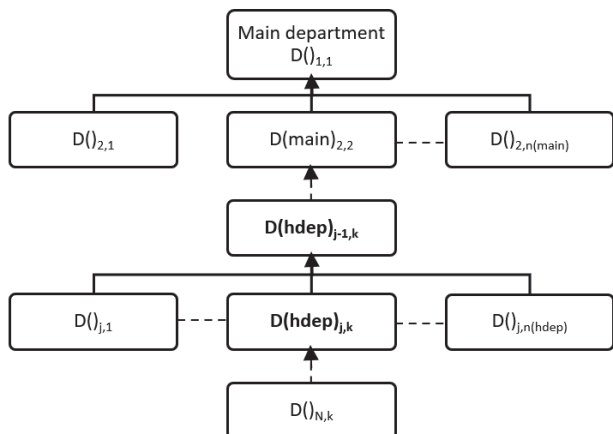 Main department
D()₁,₁
D()₂,₁
D(main)₂,₂
D()₂,n(main)
D(hdep)j-1,k
D()j,1
D(hdep)j,k
D()j,n(hdep)
D()N,k